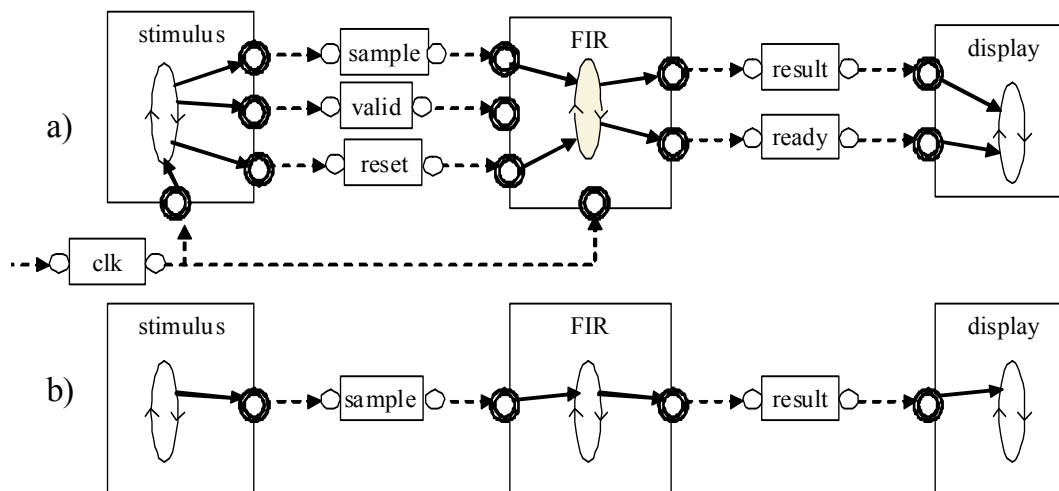 stimulus
sample
FIR
result
display
a)
valid
reset
ready
clk
stimulus
FIR
display
b)
sample
result